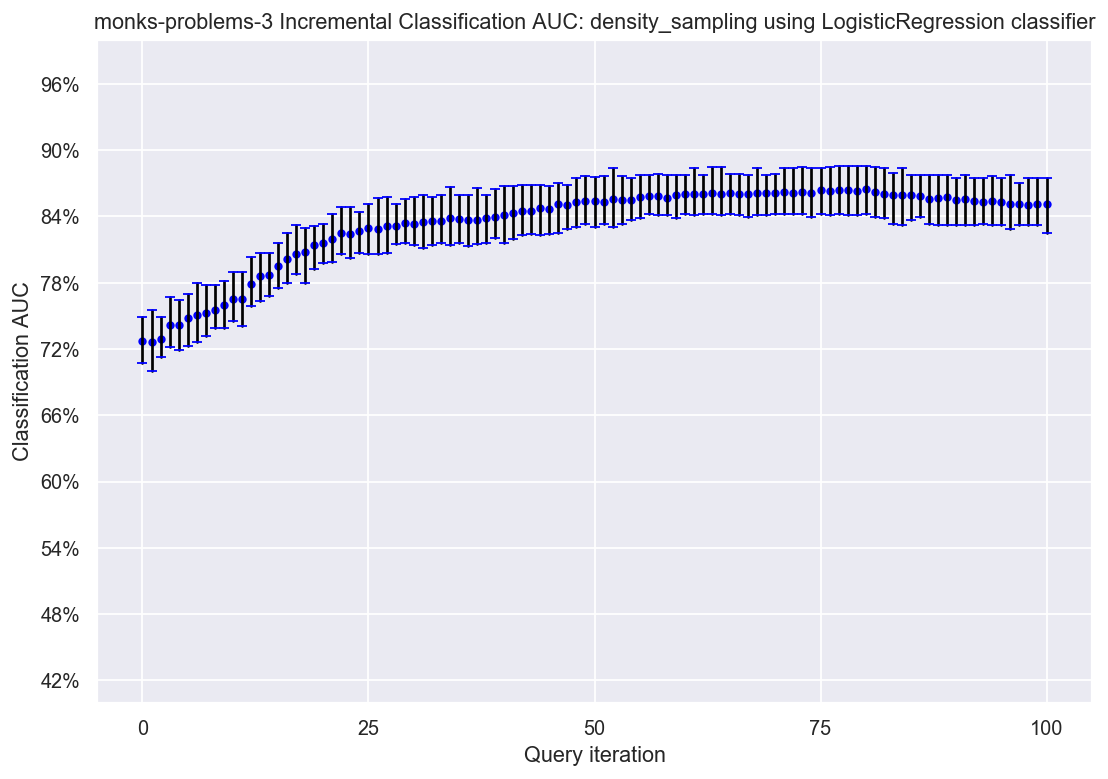 monks-problems-3 Incremental Classification AUC: density_sampling using LogisticRegression classifier
96%
90%
84%
78%
72%
66%
60%
54%
48%
42%
Classification AUC
0 25 50 75 100
Query iteration